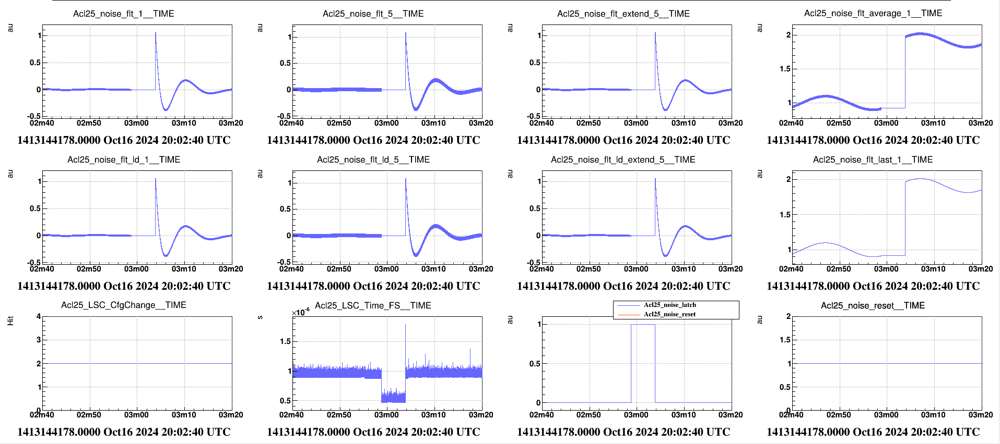 Acl25_noise_flt_1__TIME
au
1
0.5
0
-0.5
02m40 02m50 03m00 03m10 03m20
1413144178.0000 Oct16 2024 20:02:40 UTC
Acl25_noise_flt_5__TIME
au
1
0.5
0
-0.5
02m40 02m50 03m00 03m10 03m20
1413144178.0000 Oct16 2024 20:02:40 UTC
Acl25_noise_flt_extend_5__TIME
au
1
0.5
0
-0.5
02m40 02m50 03m00 03m10 03m20
1413144178.0000 Oct16 2024 20:02:40 UTC
Acl25_noise_flt_average_1__TIME
au
2
1.5
1
02m40 02m50 03m00 03m10 03m20
1413144178.0000 Oct16 2024 20:02:40 UTC
Acl25_noise_flt_ld_1__TIME
au
1
0.5
0
-0.5
02m40 02m50 03m00 03m10 03m20
1413144178.0000 Oct16 2024 20:02:40 UTC
Acl25_noise_flt_ld_5__TIME
au
1
0.5
0
-0.5
02m40 02m50 03m00 03m10 03m20
1413144178.0000 Oct16 2024 20:02:40 UTC
Acl25_noise_flt_ld_extend_5__TIME
au
1
0.5
0
-0.5
02m40 02m50 03m00 03m10 03m20
1413144178.0000 Oct16 2024 20:02:40 UTC
Acl25_noise_flt_last_1__TIME
au
2
1.5
1
02m40 02m50 03m00 03m10 03m20
1413144178.0000 Oct16 2024 20:02:40 UTC
Acl25_LSC_CfgChange__TIME
Hit
4
3
2
1
0
02m40 02m50 03m00 03m10 03m20
1413144178.0000 Oct16 2024 20:02:40 UTC
Acl25_LSC_Time_FS__TIME
×10⁻⁶
s
1.5
1
0.5
02m40 02m50 03m00 03m10 03m20
1413144178.0000 Oct16 2024 20:02:40 UTC
Acl25_noise_latch
Acl25_noise_reset
au
1
0.5
0
02m40 02m50 03m00 03m10 03m20
1413144178.0000 Oct16 2024 20:02:40 UTC
Acl25_noise_reset__TIME
au
2
1.5
1
0.5
0
02m40 02m50 03m00 03m10 03m20
1413144178.0000 Oct16 2024 20:02:40 UTC